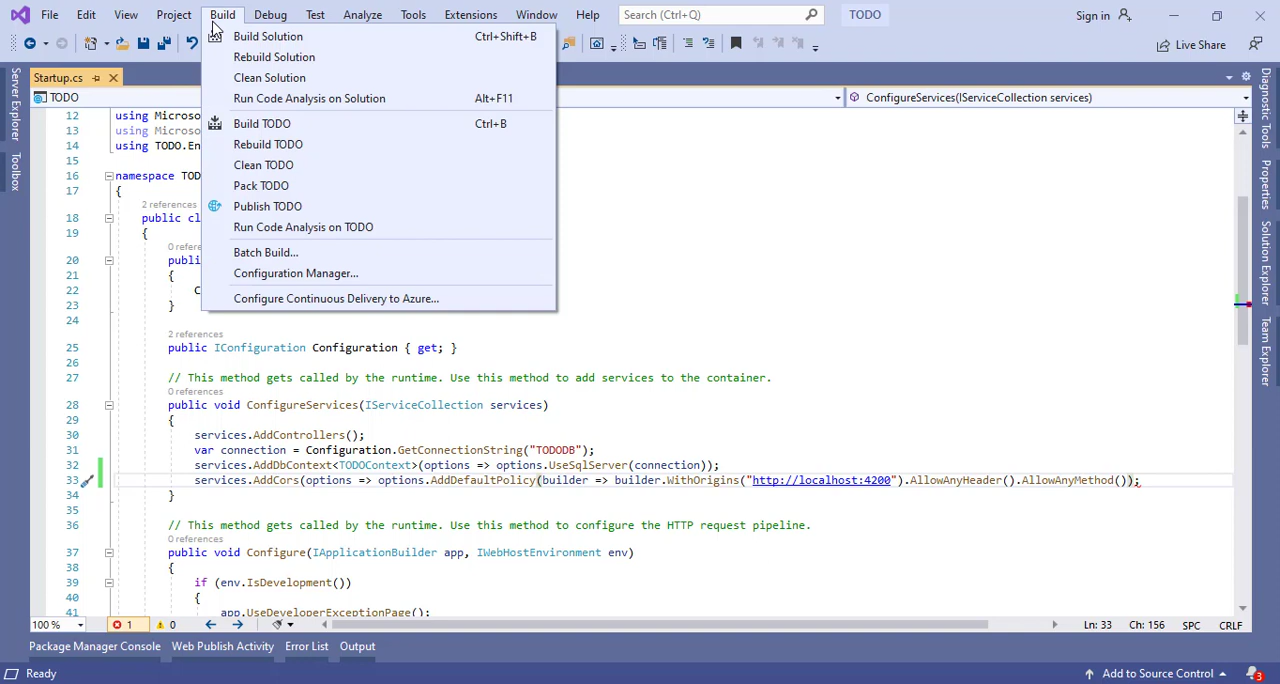 File Edit View Project Build Debug Test Analyze Tools Extensions Window Help Search (Ctrl+Q) TODO Sign in
Live Share
Build Solution Ctrl+Shift+B
Rebuild Solution
Clean Solution
Run Code Analysis on Solution Alt+F11
Build TODO Ctrl+B
Rebuild TODO
Clean TODO
Pack TODO
Publish TODO
Run Code Analysis on TODO
Batch Build...
Configuration Manager...
Configure Continuous Delivery to Azure...
Server Explorer
Toolbox
Startup.cs
TODO ConfigureServices(IServiceCollection services)
12 using Micros
13 using Micros
14 using TODO.En
15
16 namespace TOD
17 {
2 references
18 public cl
19 {
0 refere
20 publi
21 {
22 C
23 }
24
2 references
25 public IConfiguration Configuration { get; }
26
27 // This method gets called by the runtime. Use this method to add services to the container.
0 references
28 public void ConfigureServices(IServiceCollection services)
29 {
30 services.AddControllers();
31 var connection = Configuration.GetConnectionString("TODODB");
32 services.AddDbContext<TODOContext>(options => options.UseSqlServer(connection));
33 services.AddCors(options => options.AddDefaultPolicy(builder => builder.WithOrigins("http://localhost:4200").AllowAnyHeader().AllowAnyMethod());
34 }
35
36 // This method gets called by the runtime. Use this method to configure the HTTP request pipeline.
0 references
37 public void Configure(IApplicationBuilder app, IWebHostEnvironment env)
38 {
39 if (env.IsDevelopment())
40 {
41 app.UseDeveloperExceptionPage();
Diagnostic Tools
Properties
Solution Explorer
Team Explorer
100 % 1 0 Ln: 33 Ch: 156 SPC CRLF
Package Manager Console Web Publish Activity Error List Output
Ready Add to Source Control 3